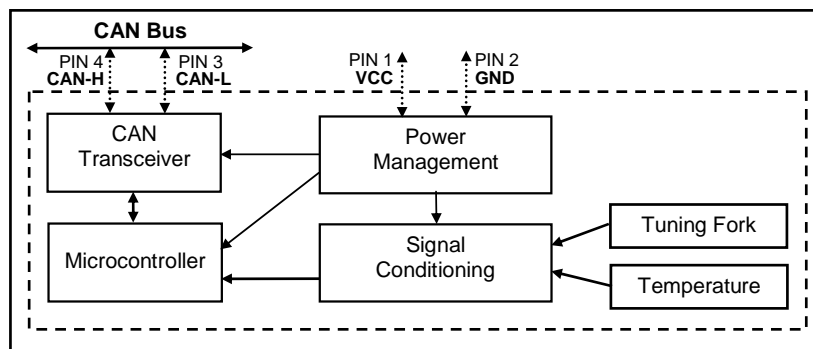 CAN Bus
PIN 4
CAN-H
PIN 3
CAN-L
PIN 1
VCC
PIN 2
GND
CAN
Transceiver
Power
Management
Microcontroller
Signal
Conditioning
Tuning Fork
Temperature